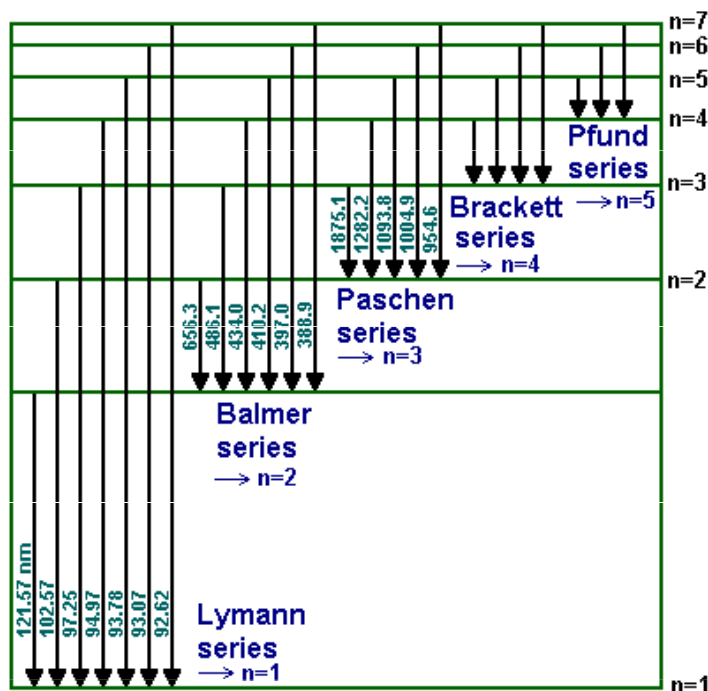 n=7
n=6
n=5
n=4
Pfund
series
→ n=5
n=3
Brackett
series
→ n=4
1875.1
1282.2
1093.8
1004.9
954.6
n=2
Paschen
series
→ n=3
656.3
486.1
434.0
410.2
397.0
388.9
Balmer
series
→ n=2
121.57 nm
102.57
97.25
94.97
93.78
93.07
92.62
Lymann
series
→ n=1
n=1